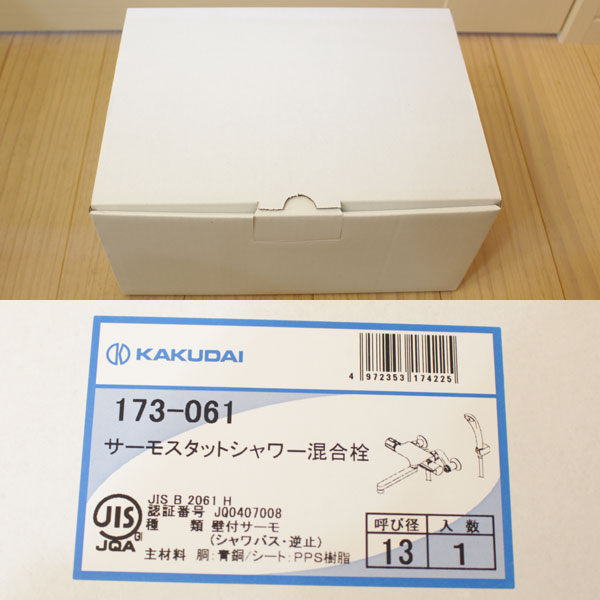 KAKUDAI
4 972353 174225
173-061
サーモスタットシャワー混合栓
JIS B 2061 H
認証番号 JQ0407008
種類 壁付サーモ
(シャワバス・逆止)
主材料 胴:青銅/シート:PPS樹脂
JIS
JQA
GI
呼び径 入数
13 1